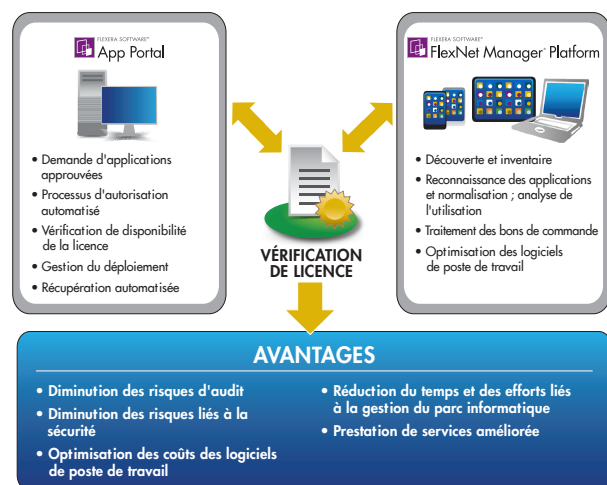 FLEXERA SOFTWARE™
App Portal
• Demande d'applications
approuvées
• Processus d'autorisation
automatisé
• Vérification de disponibilité
de la licence
• Gestion du déploiement
• Récupération automatisée
VÉRIFICATION
DE LICENCE
FLEXERA SOFTWARE™
FlexNet Manager® Platform
• Découverte et inventaire
• Reconnaissance des applications
et normalisation ; analyse de
l'utilisation
• Traitement des bons de commande
• Optimisation des logiciels
de poste de travail
AVANTAGES
• Diminution des risques d'audit
• Diminution des risques liés à la
sécurité
• Optimisation des coûts des logiciels
de poste de travail
• Réduction du temps et des efforts liés
à la gestion du parc informatique
• Prestation de services améliorée